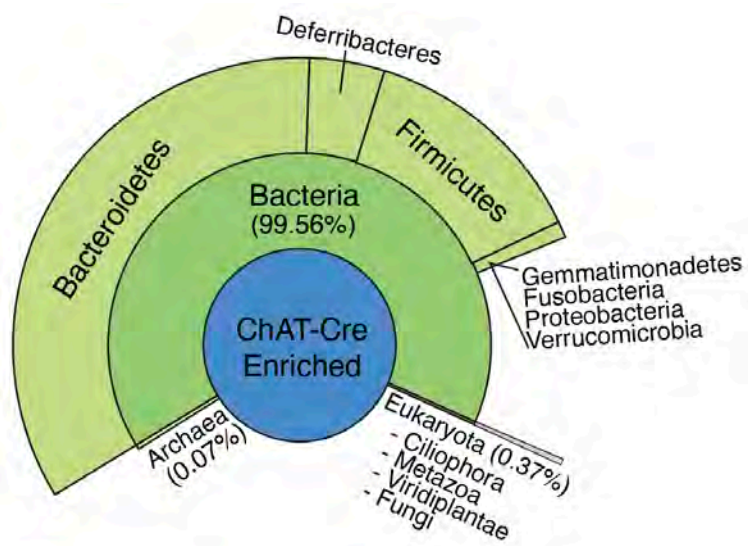 Deferribacteres
Bacteroidetes
Firmicutes
Bacteria
(99.56%)
Gemmatimonadetes
Fusobacteria
Proteobacteria
Verrucomicrobia
ChAT-Cre
Enriched
Archaea
(0.07%)
Eukaryota (0.37%)
- Ciliophora
- Metazoa
- Viridiplantae
- Fungi